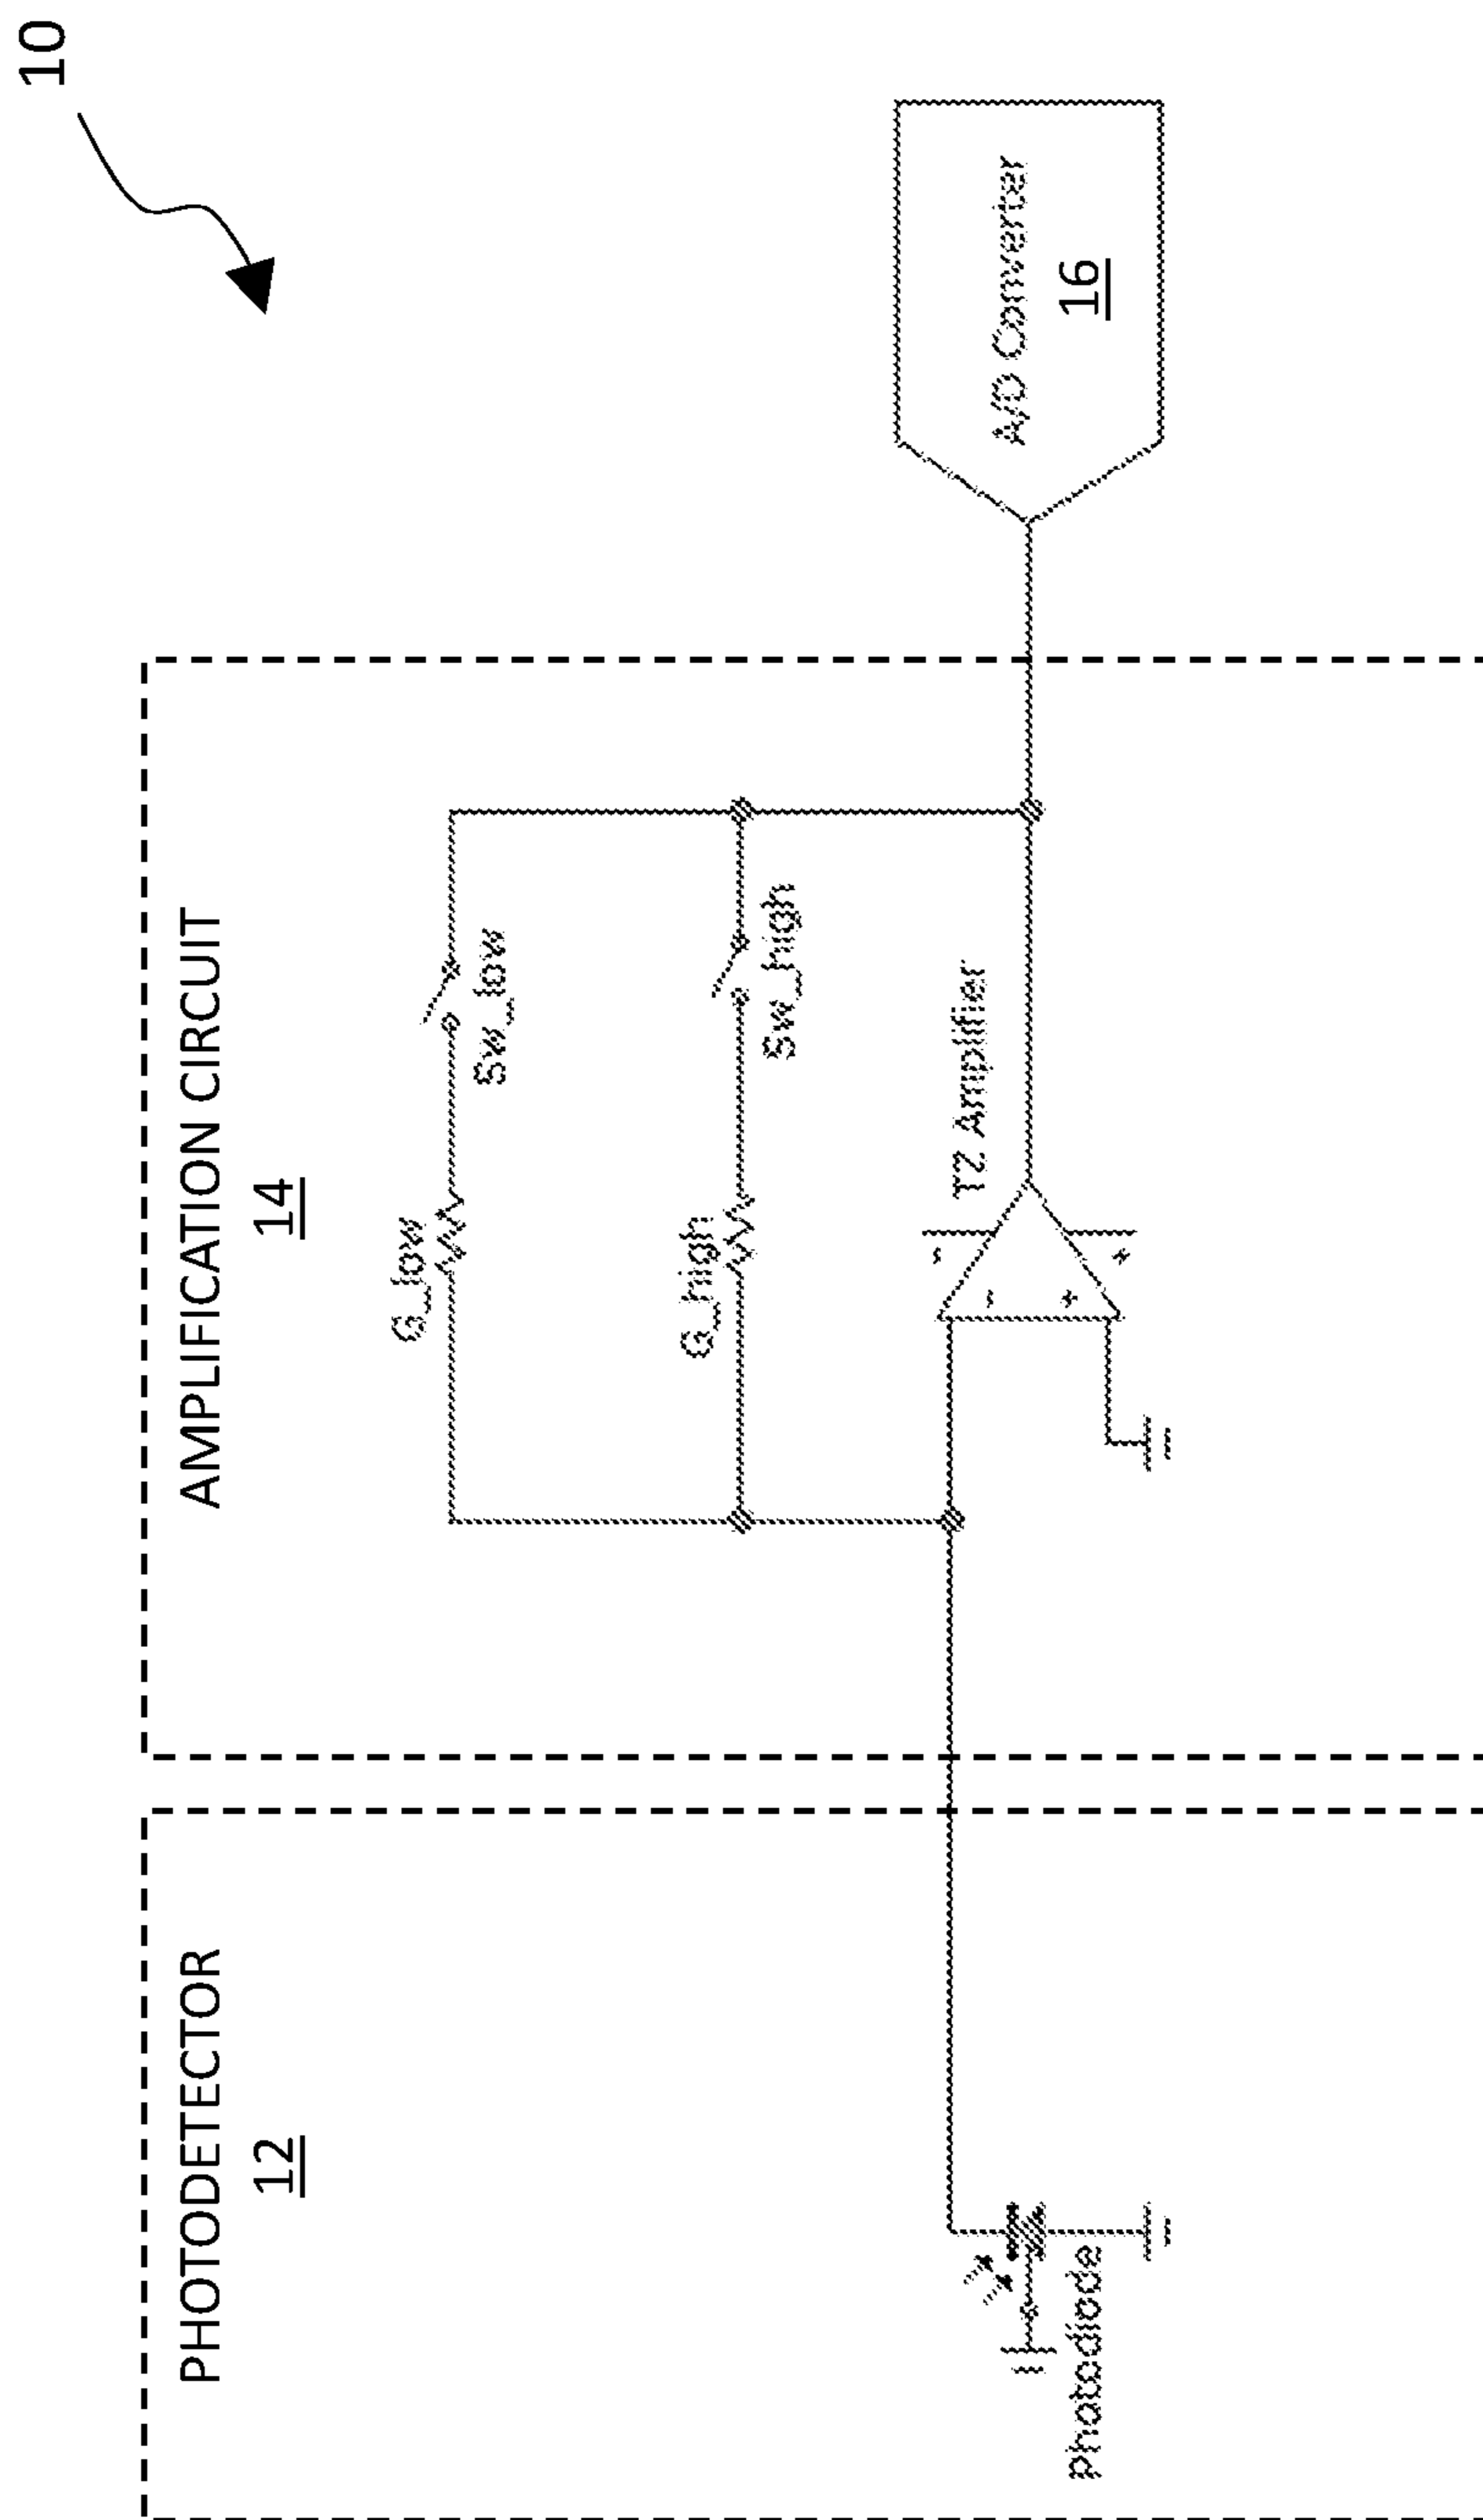 10
PHOTODETECTOR
12
AMPLIFICATION CIRCUIT
14
G_low
Sw_low
G_high
Sw_high
TZ Amplifier
-
+
-
+
A/D Converter
16
photodiode